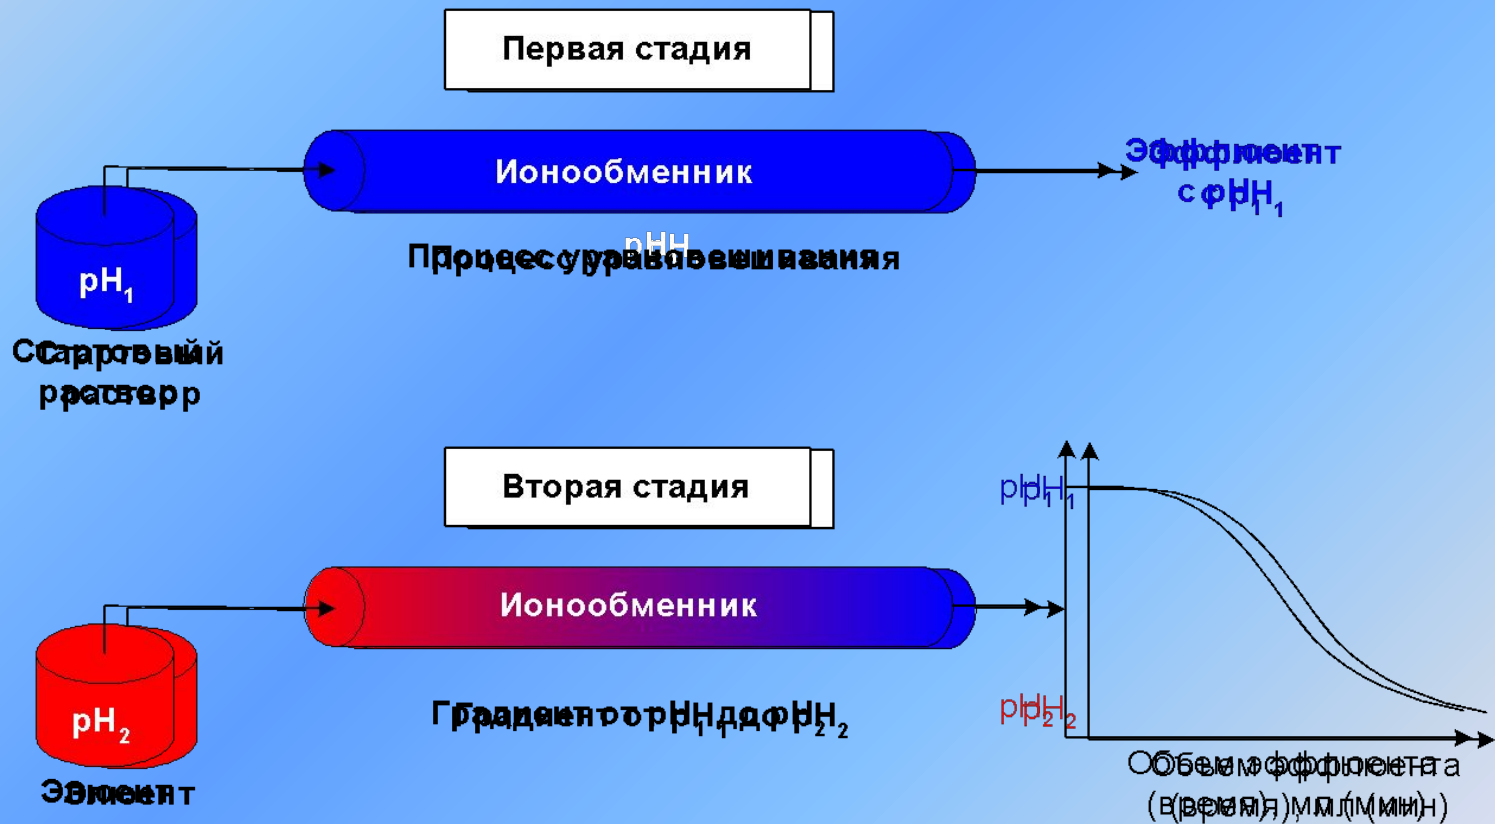 Первая стадия
Ионообменник
Эффлюент
с pH₁
pH
Процесс уравновешивания
pH₁
Стартовый
раствор
Вторая стадия
pH₁
Ионообменник
pH₂
pH₂
Градиент от pH₁ до pH₂
Элюент
Объем эффлюента
(время), мл (мин)